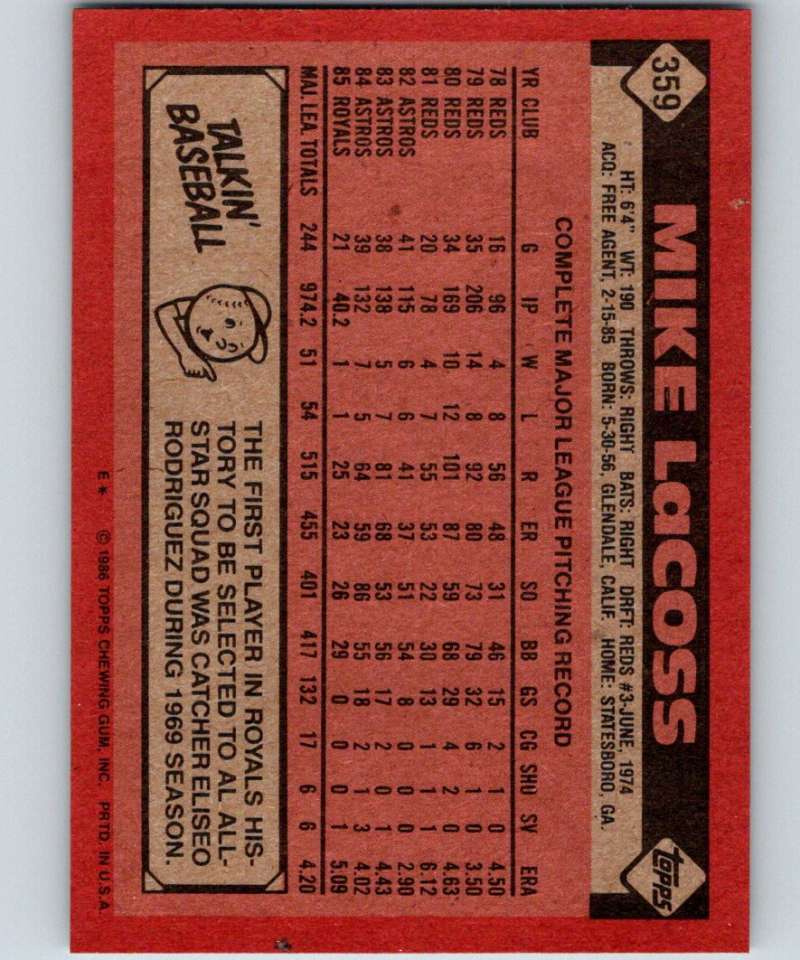 359
MIKE LaCOSS
topps
HT: 6'4" WT: 190 THROWS: RIGHT BATS: RIGHT DRFT: REDS #3-JUNE, 1974
ACQ: FREE AGENT, 2-15-85 BORN: 5-30-56, GLENDALE, CALIF. HOME: STATESBORO, GA.
COMPLETE MAJOR LEAGUE PITCHING RECORD
YR CLUB G IP W L R ER SO BB GS CG SHU SV ERA
78 REDS 16 96 4 8 56 48 31 46 15 2 1 0 4.50
79 REDS 35 206 14 8 92 80 73 79 32 6 1 0 3.50
80 REDS 34 169 10 12 101 87 59 68 29 4 2 0 4.63
81 REDS 20 78 4 7 55 53 22 30 13 1 1 1 6.12
82 ASTROS 41 115 6 6 41 37 51 54 8 0 0 0 2.90
83 ASTROS 38 138 5 7 81 68 53 56 17 2 0 1 4.43
84 ASTROS 39 132 7 5 64 59 86 55 18 2 1 3 4.02
85 ROYALS 21 40.2 1 1 25 23 26 29 0 0 0 1 5.09
MAJ. LEA. TOTALS 244 974.2 51 54 515 455 401 417 132 17 6 6 4.20
TALKIN'
BASEBALL
THE FIRST PLAYER IN ROYALS HIS-
TORY TO BE SELECTED TO AL ALL-
STAR SQUAD WAS CATCHER ELISEO
RODRIGUEZ DURING 1969 SEASON.
E* © 1986 TOPPS CHEWING GUM, INC. PRTD. IN U.S.A.